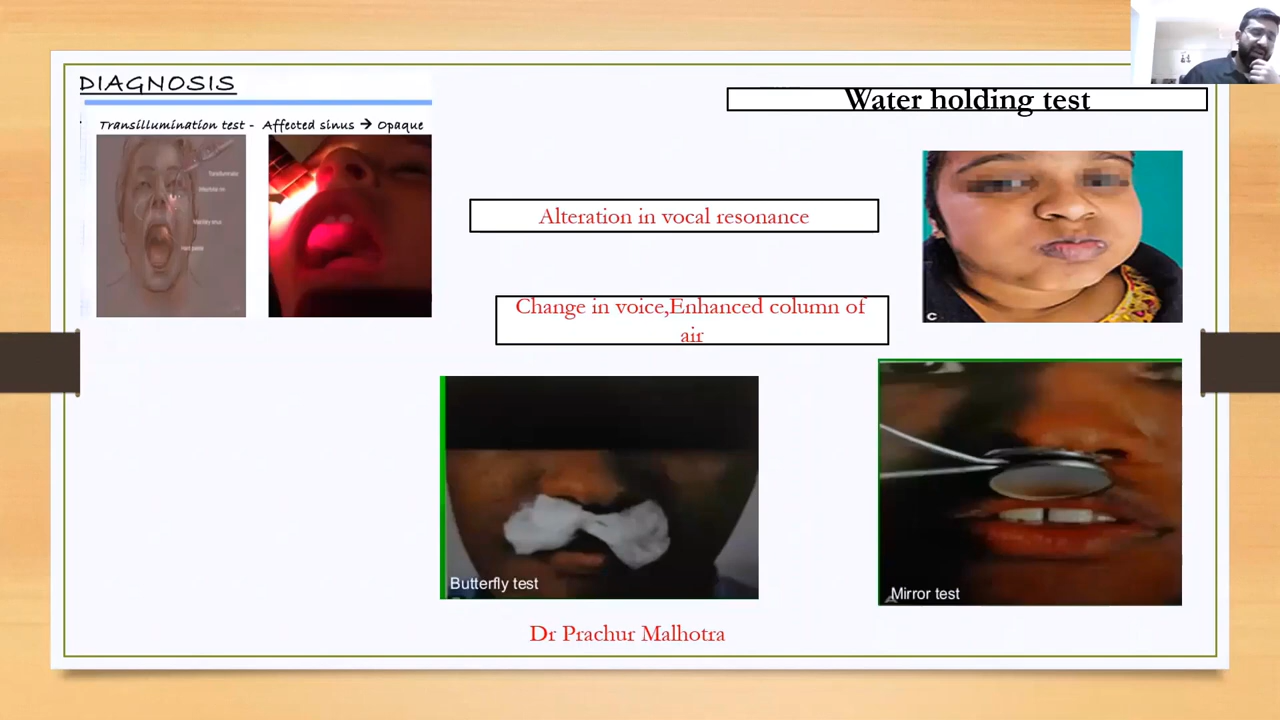 DIAGNOSIS
Transillumination test - Affected sinus → Opaque
Water holding test
Alteration in vocal resonance
Change in voice,Enhanced column of
air
C
Butterfly test
Mirror test
Dr Prachur Malhotra